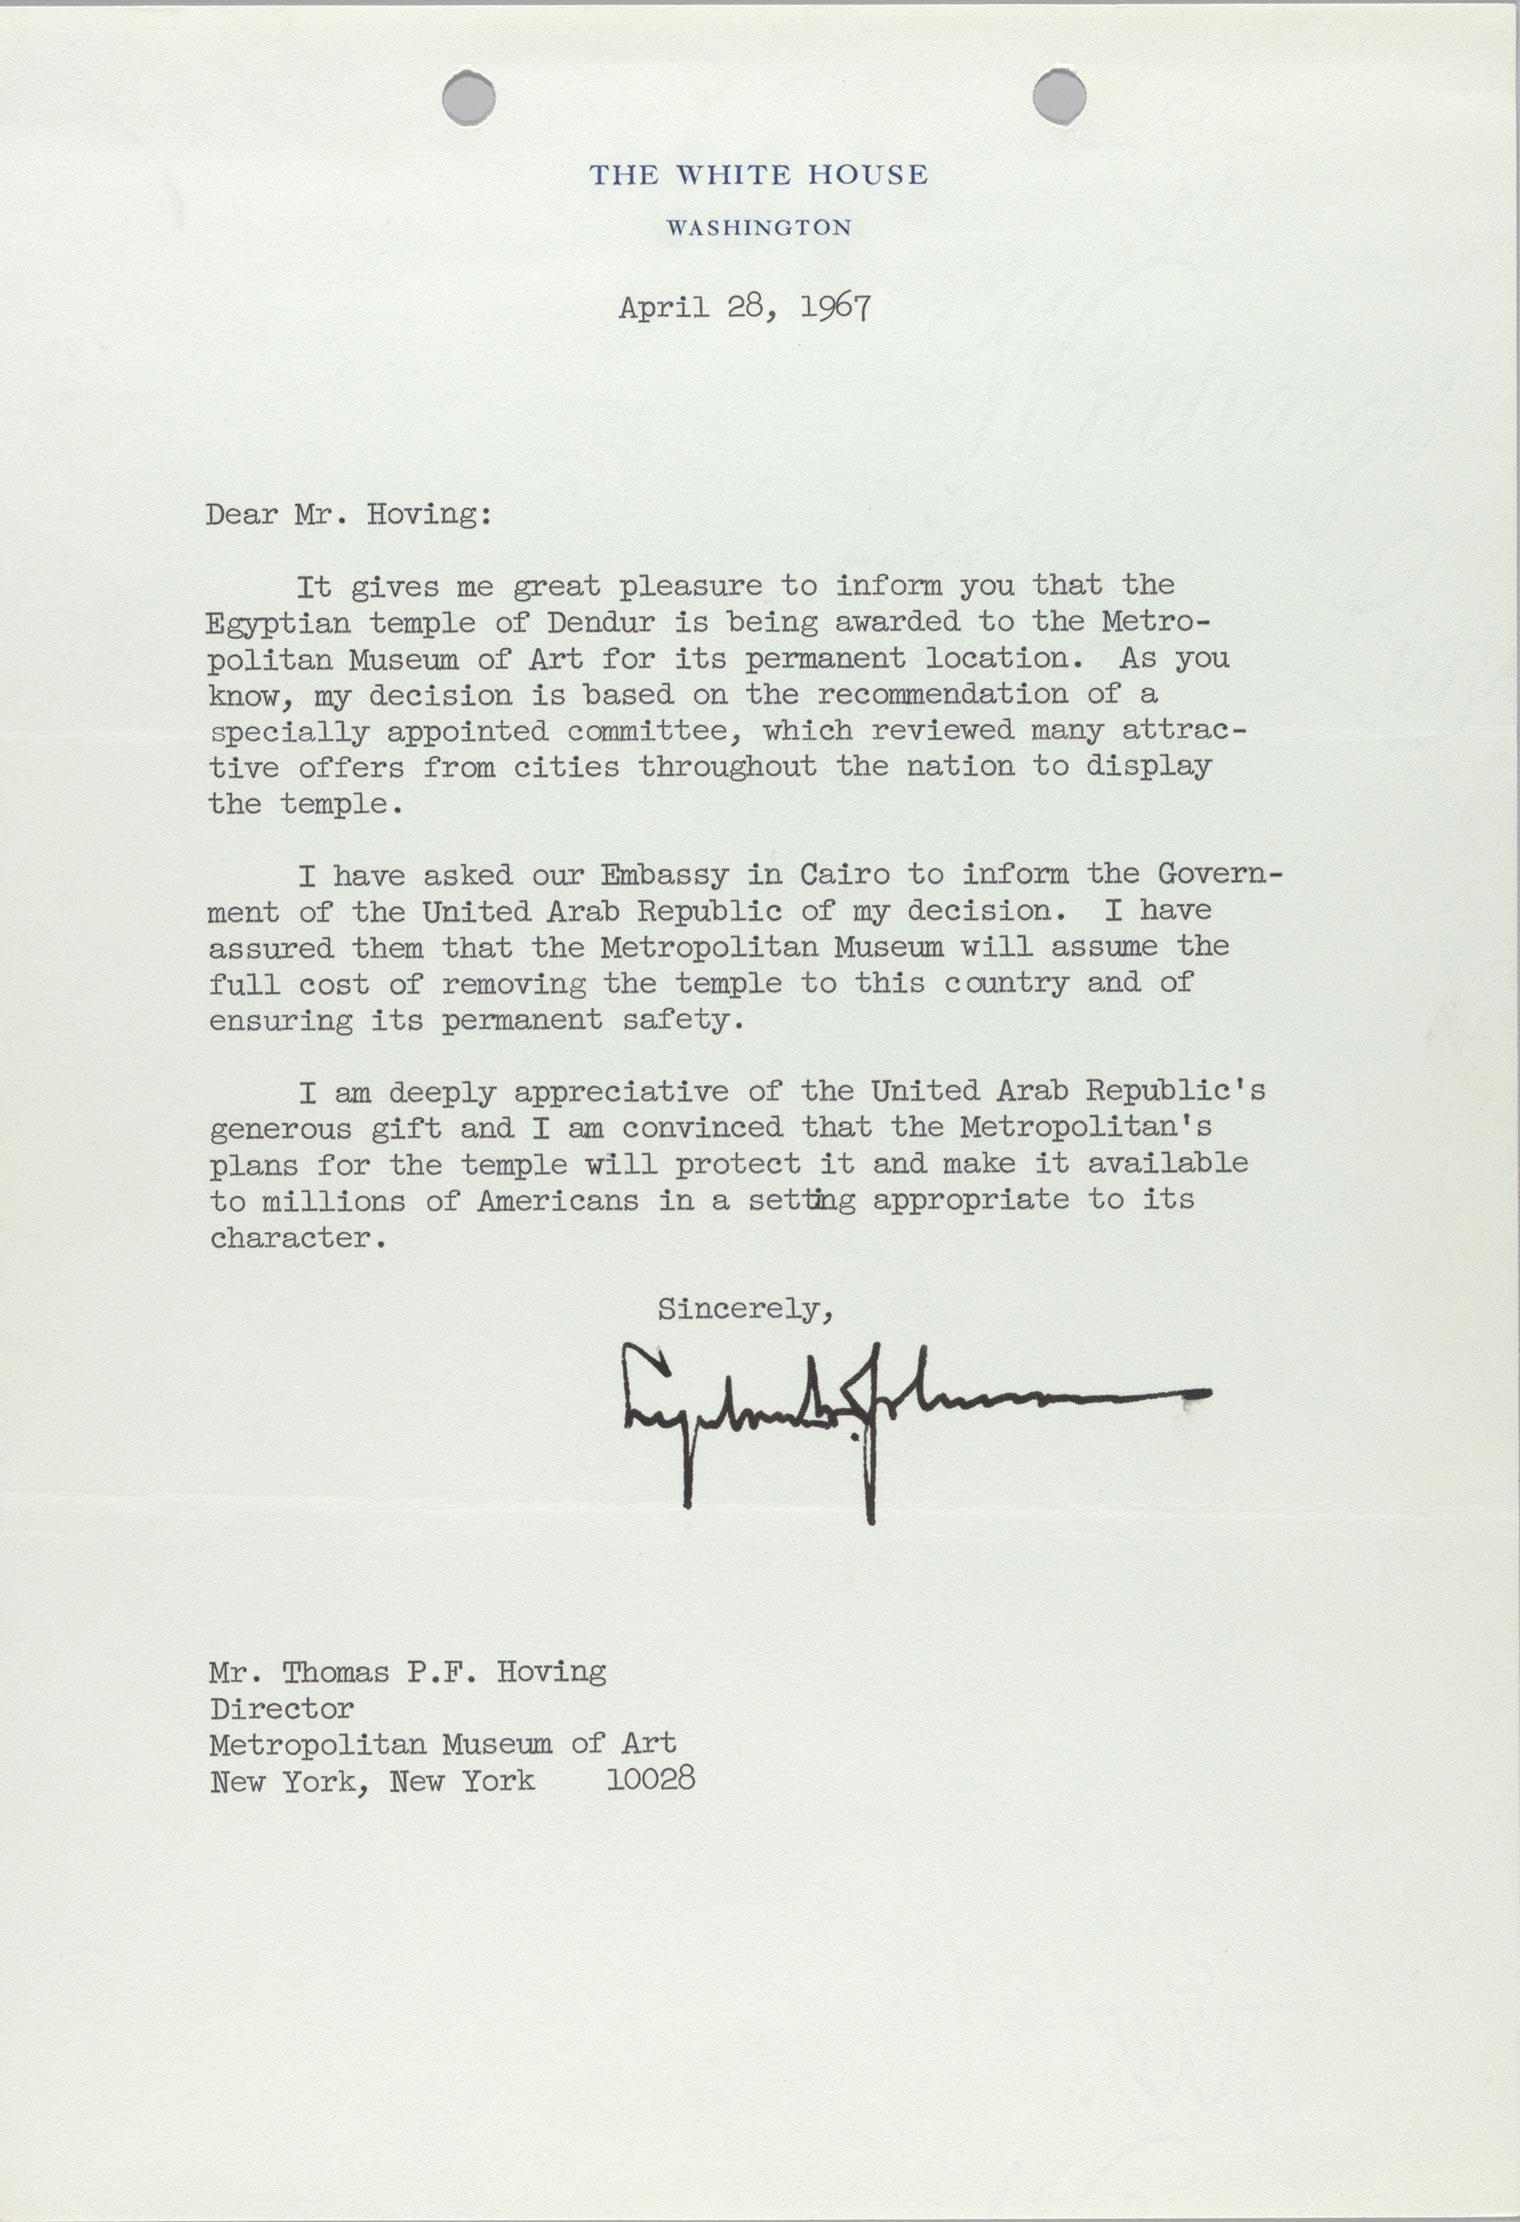 THE WHITE HOUSE
WASHINGTON
April 28, 1967
Dear Mr. Hoving:
It gives me great pleasure to inform you that the
Egyptian temple of Dendur is being awarded to the Metro-
politan Museum of Art for its permanent location. As you
know, my decision is based on the recommendation of a
specially appointed committee, which reviewed many attrac-
tive offers from cities throughout the nation to display
the temple.
I have asked our Embassy in Cairo to inform the Govern-
ment of the United Arab Republic of my decision. I have
assured them that the Metropolitan Museum will assume the
full cost of removing the temple to this country and of
ensuring its permanent safety.
I am deeply appreciative of the United Arab Republic's
generous gift and I am convinced that the Metropolitan's
plans for the temple will protect it and make it available
to millions of Americans in a setting appropriate to its
character.
Sincerely,
Lyndon B. Johnson
Mr. Thomas P.F. Hoving
Director
Metropolitan Museum of Art
New York, New York 10028